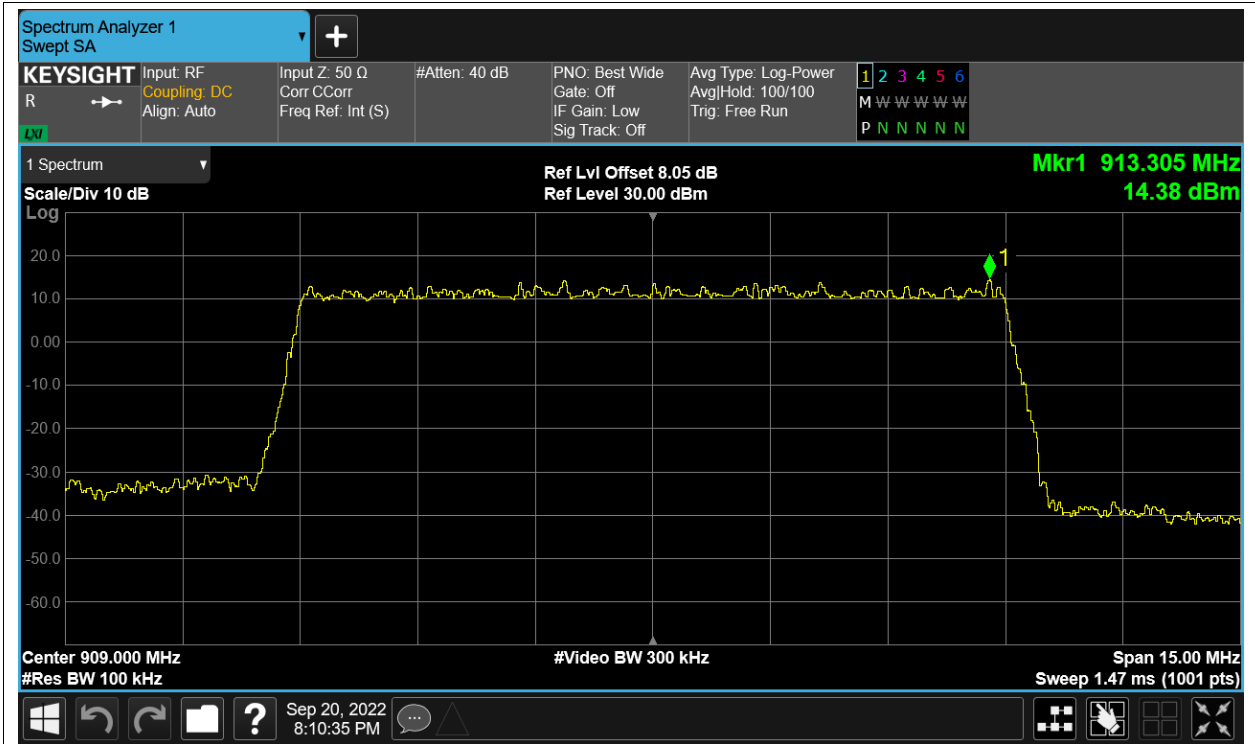 Spectrum Analyzer 1
Swept SA
KEYSIGHT
R
LXI
Input: RF
Coupling: DC
Align: Auto
Input Z: 50 Ω
Corr CCorr
Freq Ref: Int (S)
#Atten: 40 dB
PNO: Best Wide
Gate: Off
IF Gain: Low
Sig Track: Off
Avg Type: Log-Power
Avg|Hold: 100/100
Trig: Free Run
1 2 3 4 5 6
M W W W W W
P N N N N N
1 Spectrum
Scale/Div 10 dB
Log
Ref Lvl Offset 8.05 dB
Ref Level 30.00 dBm
Mkr1 913.305 MHz
14.38 dBm
1
20.0
10.0
0.00
-10.0
-20.0
-30.0
-40.0
-50.0
-60.0
Center 909.000 MHz
#Res BW 100 kHz
#Video BW 300 kHz
Span 15.00 MHz
Sweep 1.47 ms (1001 pts)
?
Sep 20, 2022
8:10:35 PM